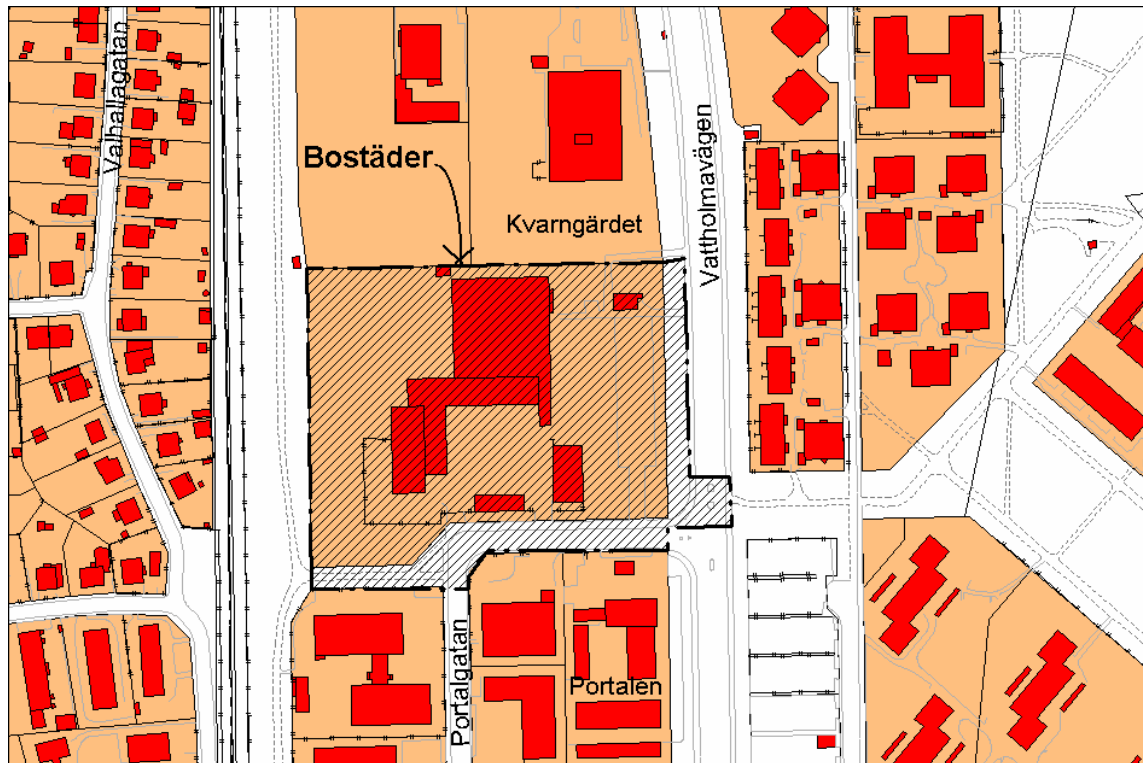 Valhallagatan
Bostäder
Kvarngärdet
Vattholmavägen
Portalgatan
Portalen